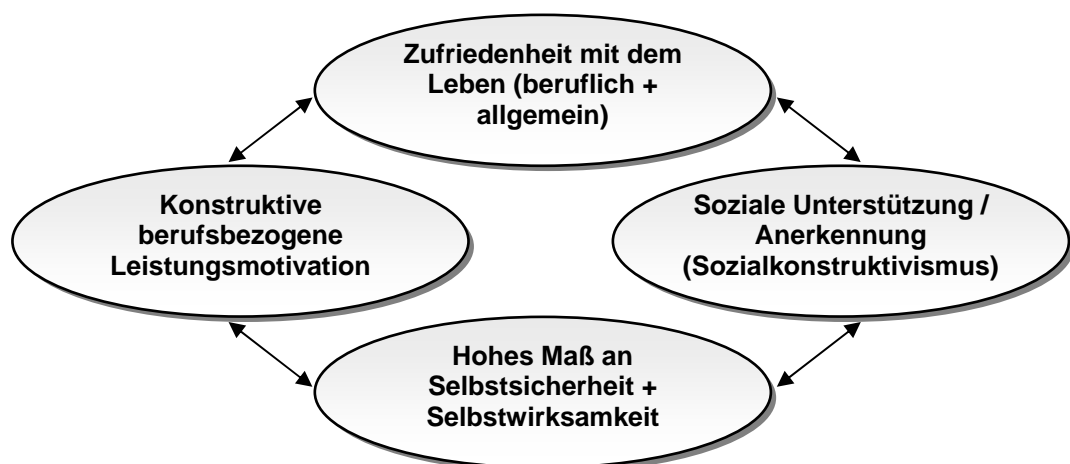 Zufriedenheit mit dem
Leben (beruflich +
allgemein)
Konstruktive
berufsbezogene
Leistungsmotivation
Soziale Unterstützung /
Anerkennung
(Sozialkonstruktivismus)
Hohes Maß an
Selbstsicherheit +
Selbstwirksamkeit